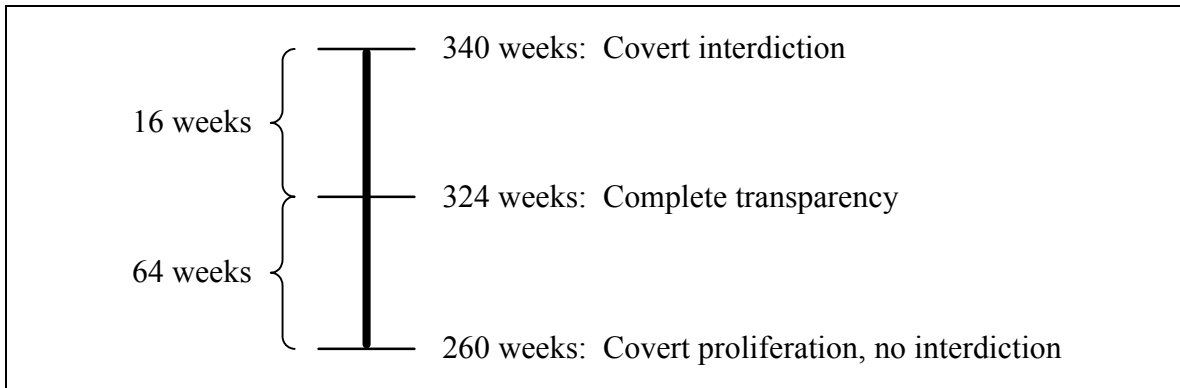 340 weeks: Covert interdiction
16 weeks
324 weeks: Complete transparency
64 weeks
260 weeks: Covert proliferation, no interdiction